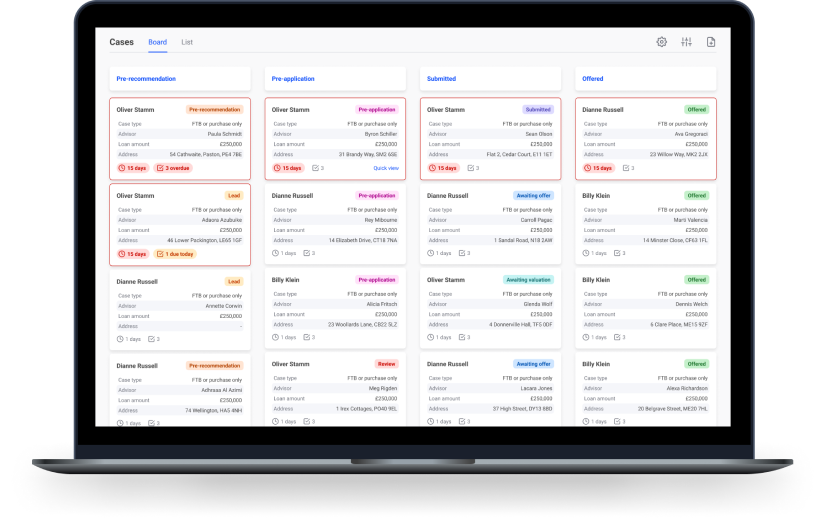 Cases
Board
List
Pre-recommendation
Oliver Stamm Pre-recommendation
Case type FTB or purchase only
Advisor Paula Schmidt
Loan amount £250,000
Address 54 Cathwaite, Paston, PE4 7BE
15 days 3 overdue
Oliver Stamm Lead
Case type FTB or purchase only
Advisor Adaora Azubuike
Loan amount £250,000
Address 46 Lower Packington, LE65 1GF
15 days 1 due today
Dianne Russell Lead
Case type FTB or purchase only
Advisor Annette Corwin
Loan amount £250,000
Address -
1 days 3
Dianne Russell Pre-recommendation
Case type FTB or purchase only
Advisor Adhraas Al Azimi
Loan amount £250,000
Address 74 Wellington, HA5 4NH
1 days 3
Pre-application
Oliver Stamm Pre-application
Case type FTB or purchase only
Advisor Byron Schiller
Loan amount £250,000
Address 31 Brandy Way, SM2 6SE
15 days 3 Quick view
Dianne Russell Pre-application
Case type FTB or purchase only
Advisor Rey Mibourne
Loan amount £250,000
Address 14 Elizabeth Drive, CT18 7NA
1 days 3
Billy Klein Pre-application
Case type FTB or purchase only
Advisor Alicia Fritsch
Loan amount £250,000
Address 23 Woollards Lane, CB22 5LZ
1 days 3
Oliver Stamm Review
Case type FTB or purchase only
Advisor Meg Rigden
Loan amount £250,000
Address 1 Inex Cottages, PO40 9EL
1 days 3
Submitted
Oliver Stamm Submitted
Case type FTB or purchase only
Advisor Sean Olson
Loan amount £250,000
Address Flat 2, Cedar Court, E11 1ET
15 days 3
Dianne Russell Awaiting offer
Case type FTB or purchase only
Advisor Carroll Pagac
Loan amount £250,000
Address 1 Sandal Road, N18 2AW
1 days 3
Oliver Stamm Awaiting valuation
Case type FTB or purchase only
Advisor Glenda Wolf
Loan amount £250,000
Address 4 Donnerville Hall, TF5 0DF
1 days 3
Dianne Russell Awaiting offer
Case type FTB or purchase only
Advisor Lacara Jones
Loan amount £250,000
Address 37 High Street, DY13 8BD
1 days 3
Offered
Dianne Russell Offered
Case type FTB or purchase only
Advisor Ava Gregoraci
Loan amount £250,000
Address 23 Willow Way, MK2 2JX
15 days 3
Billy Klein Offered
Case type FTB or purchase only
Advisor Marti Valencia
Loan amount £250,000
Address 14 Minster Close, CF63 1FL
1 days 3
Billy Klein Offered
Case type FTB or purchase only
Advisor Dennis Welch
Loan amount £250,000
Address 6 Clare Place, ME15 9ZF
1 days 3
Billy Klein Offered
Case type FTB or purchase only
Advisor Alexa Richardson
Loan amount £250,000
Address 20 Belgrave Street, ME20 7HL
1 days 3